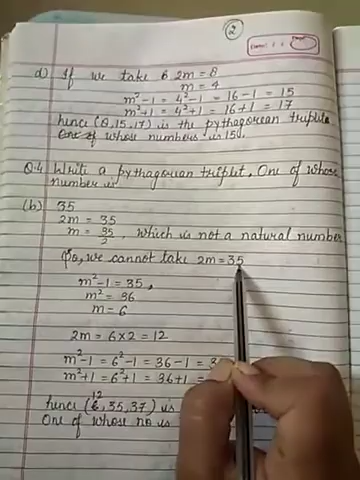 2
d) If we take 6 2m = 8
m = 4
m²-1 = 4²-1 = 16-1 = 15
m²+1 = 4²+1 = 16+1 = 17
hence (8,15,17) is the pythagorean triplet
One of whose numbers is 15.
Q.4 Write a pythagorean triplet. One of whose
number is
(b) 35
2m = 35
m = 35/2, which is not a natural number
So, we cannot take 2m = 35
m²-1 = 35,
m² = 36
m = 6
2m = 6×2 = 12
m²-1 = 6²-1 = 36-1 = 3
m²+1 = 6²+1 = 36+1 =
12
hence (6, 35, 37) is
One of whose no is